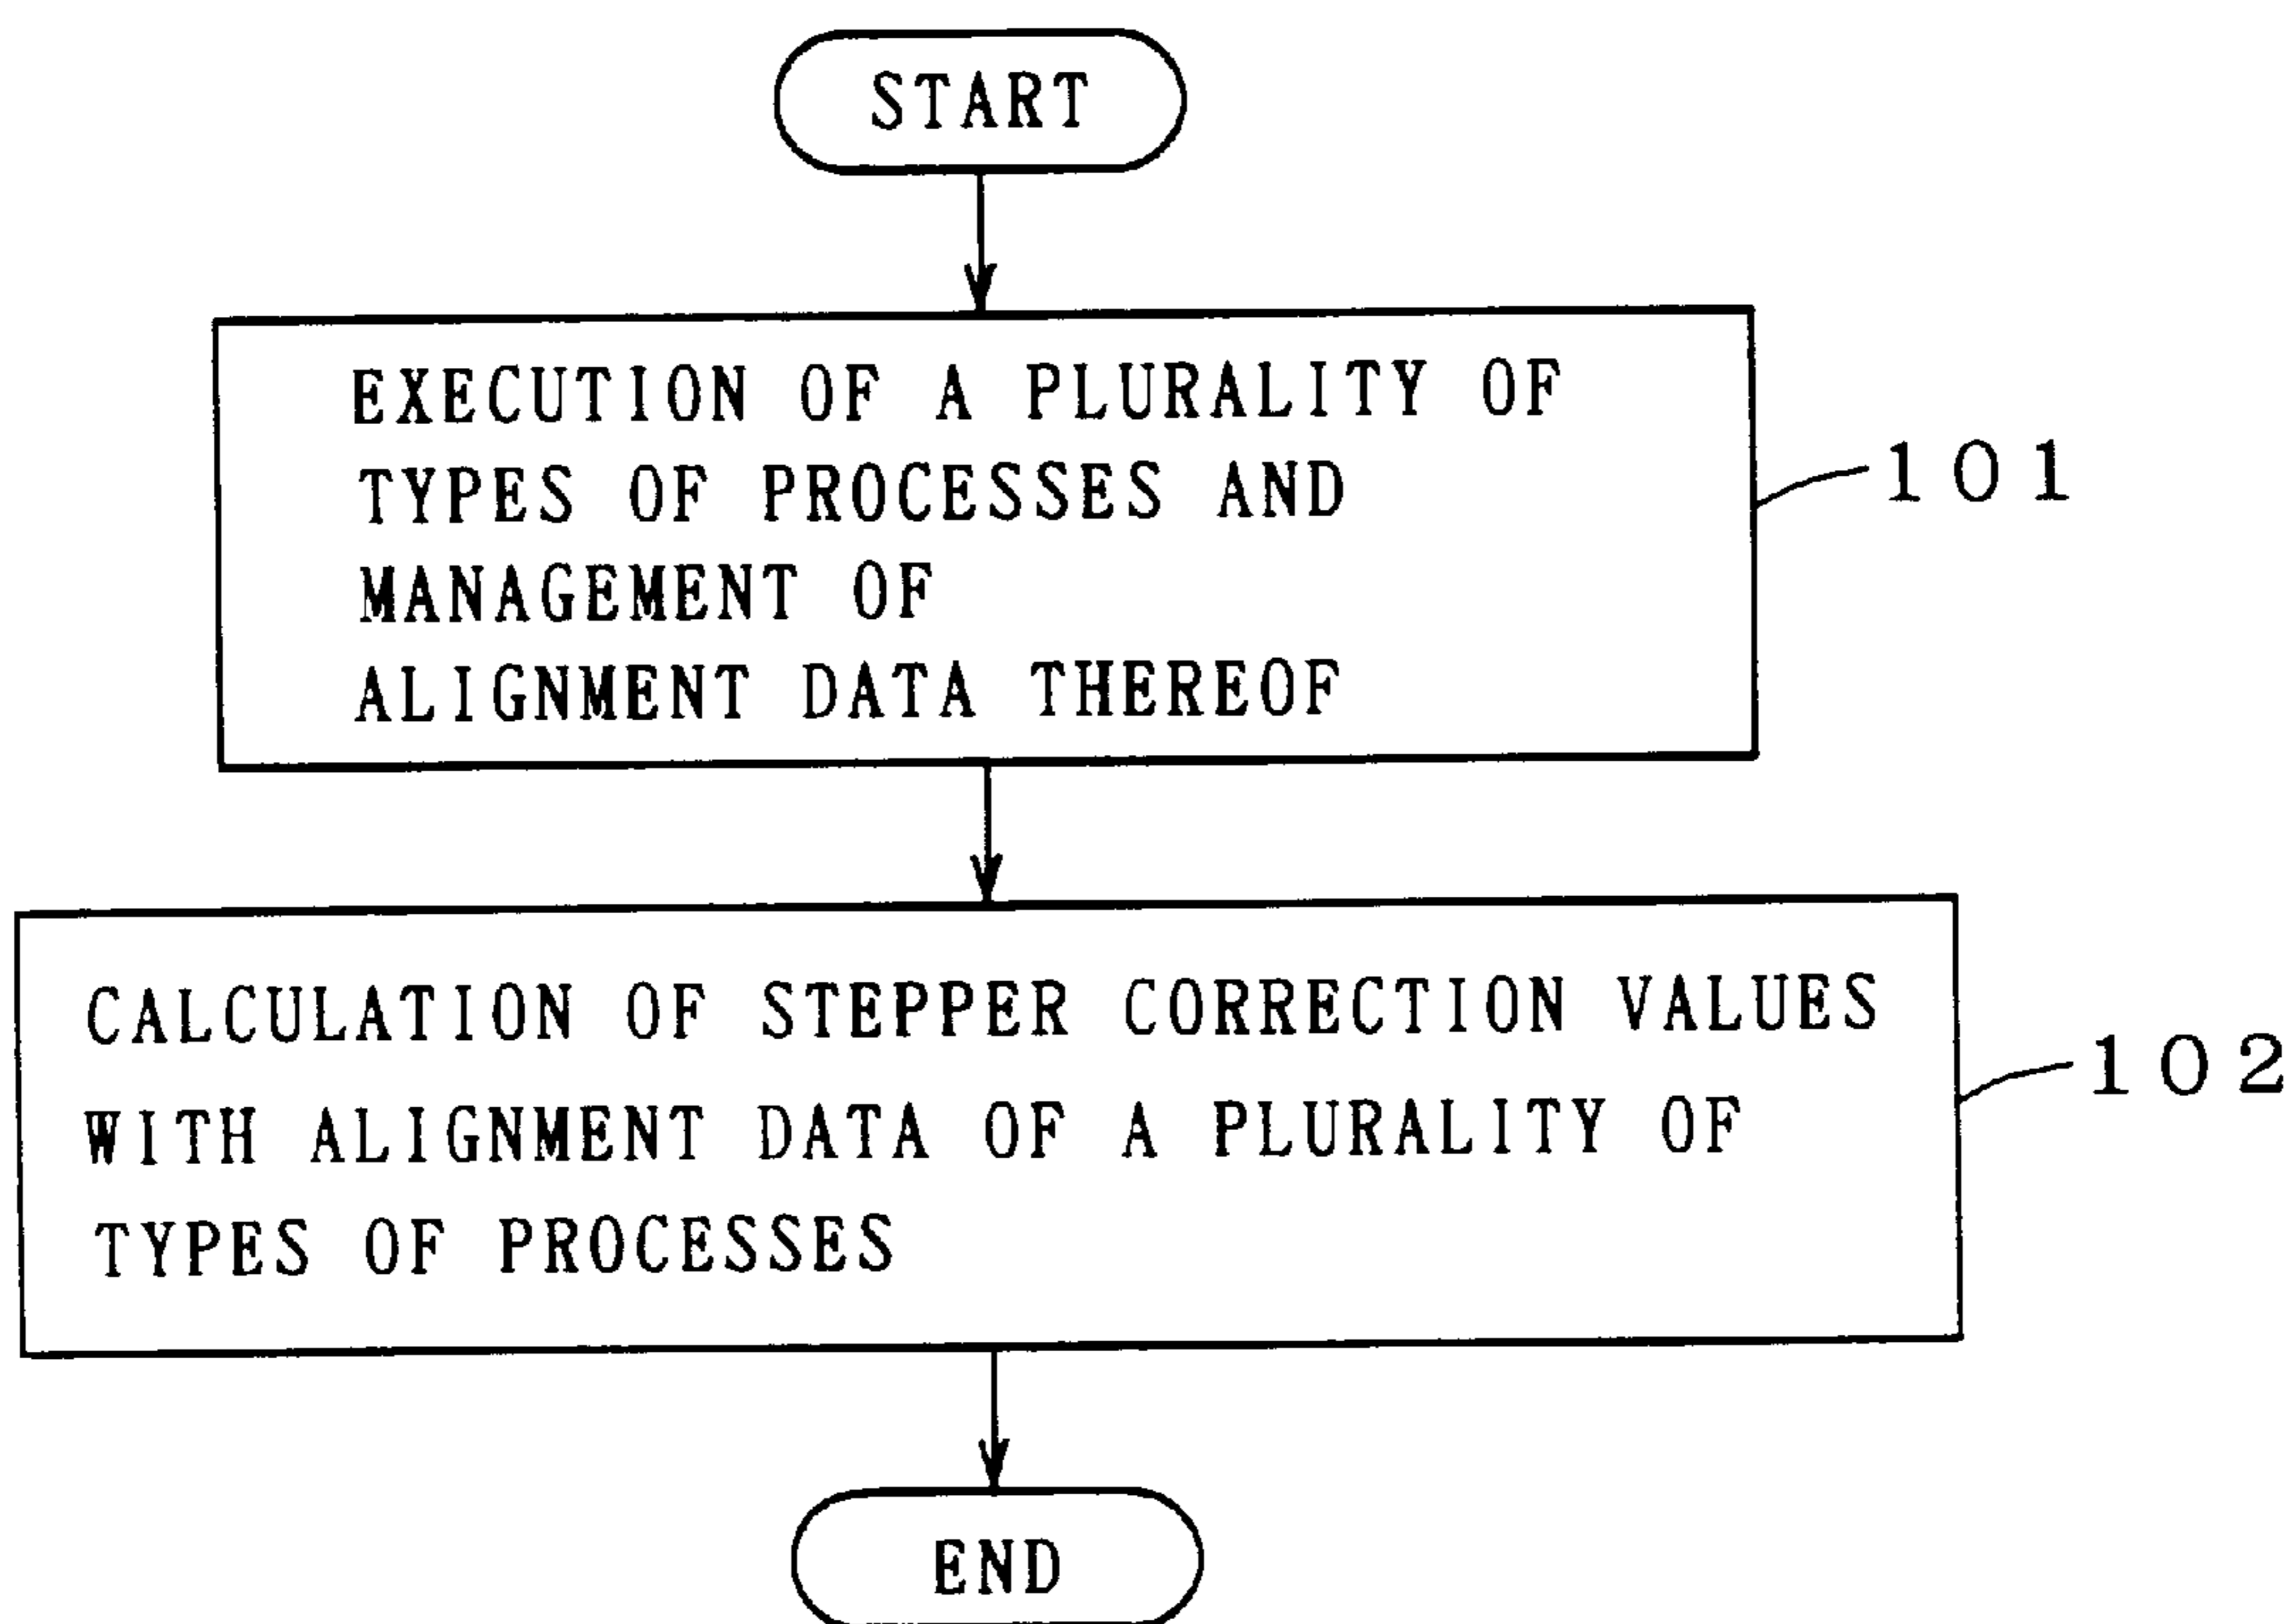 START
EXECUTION OF A PLURALITY OF
TYPES OF PROCESSES AND
MANAGEMENT OF
ALIGNMENT DATA THEREOF
101
CALCULATION OF STEPPER CORRECTION VALUES
WITH ALIGNMENT DATA OF A PLURALITY OF
TYPES OF PROCESSES
102
END